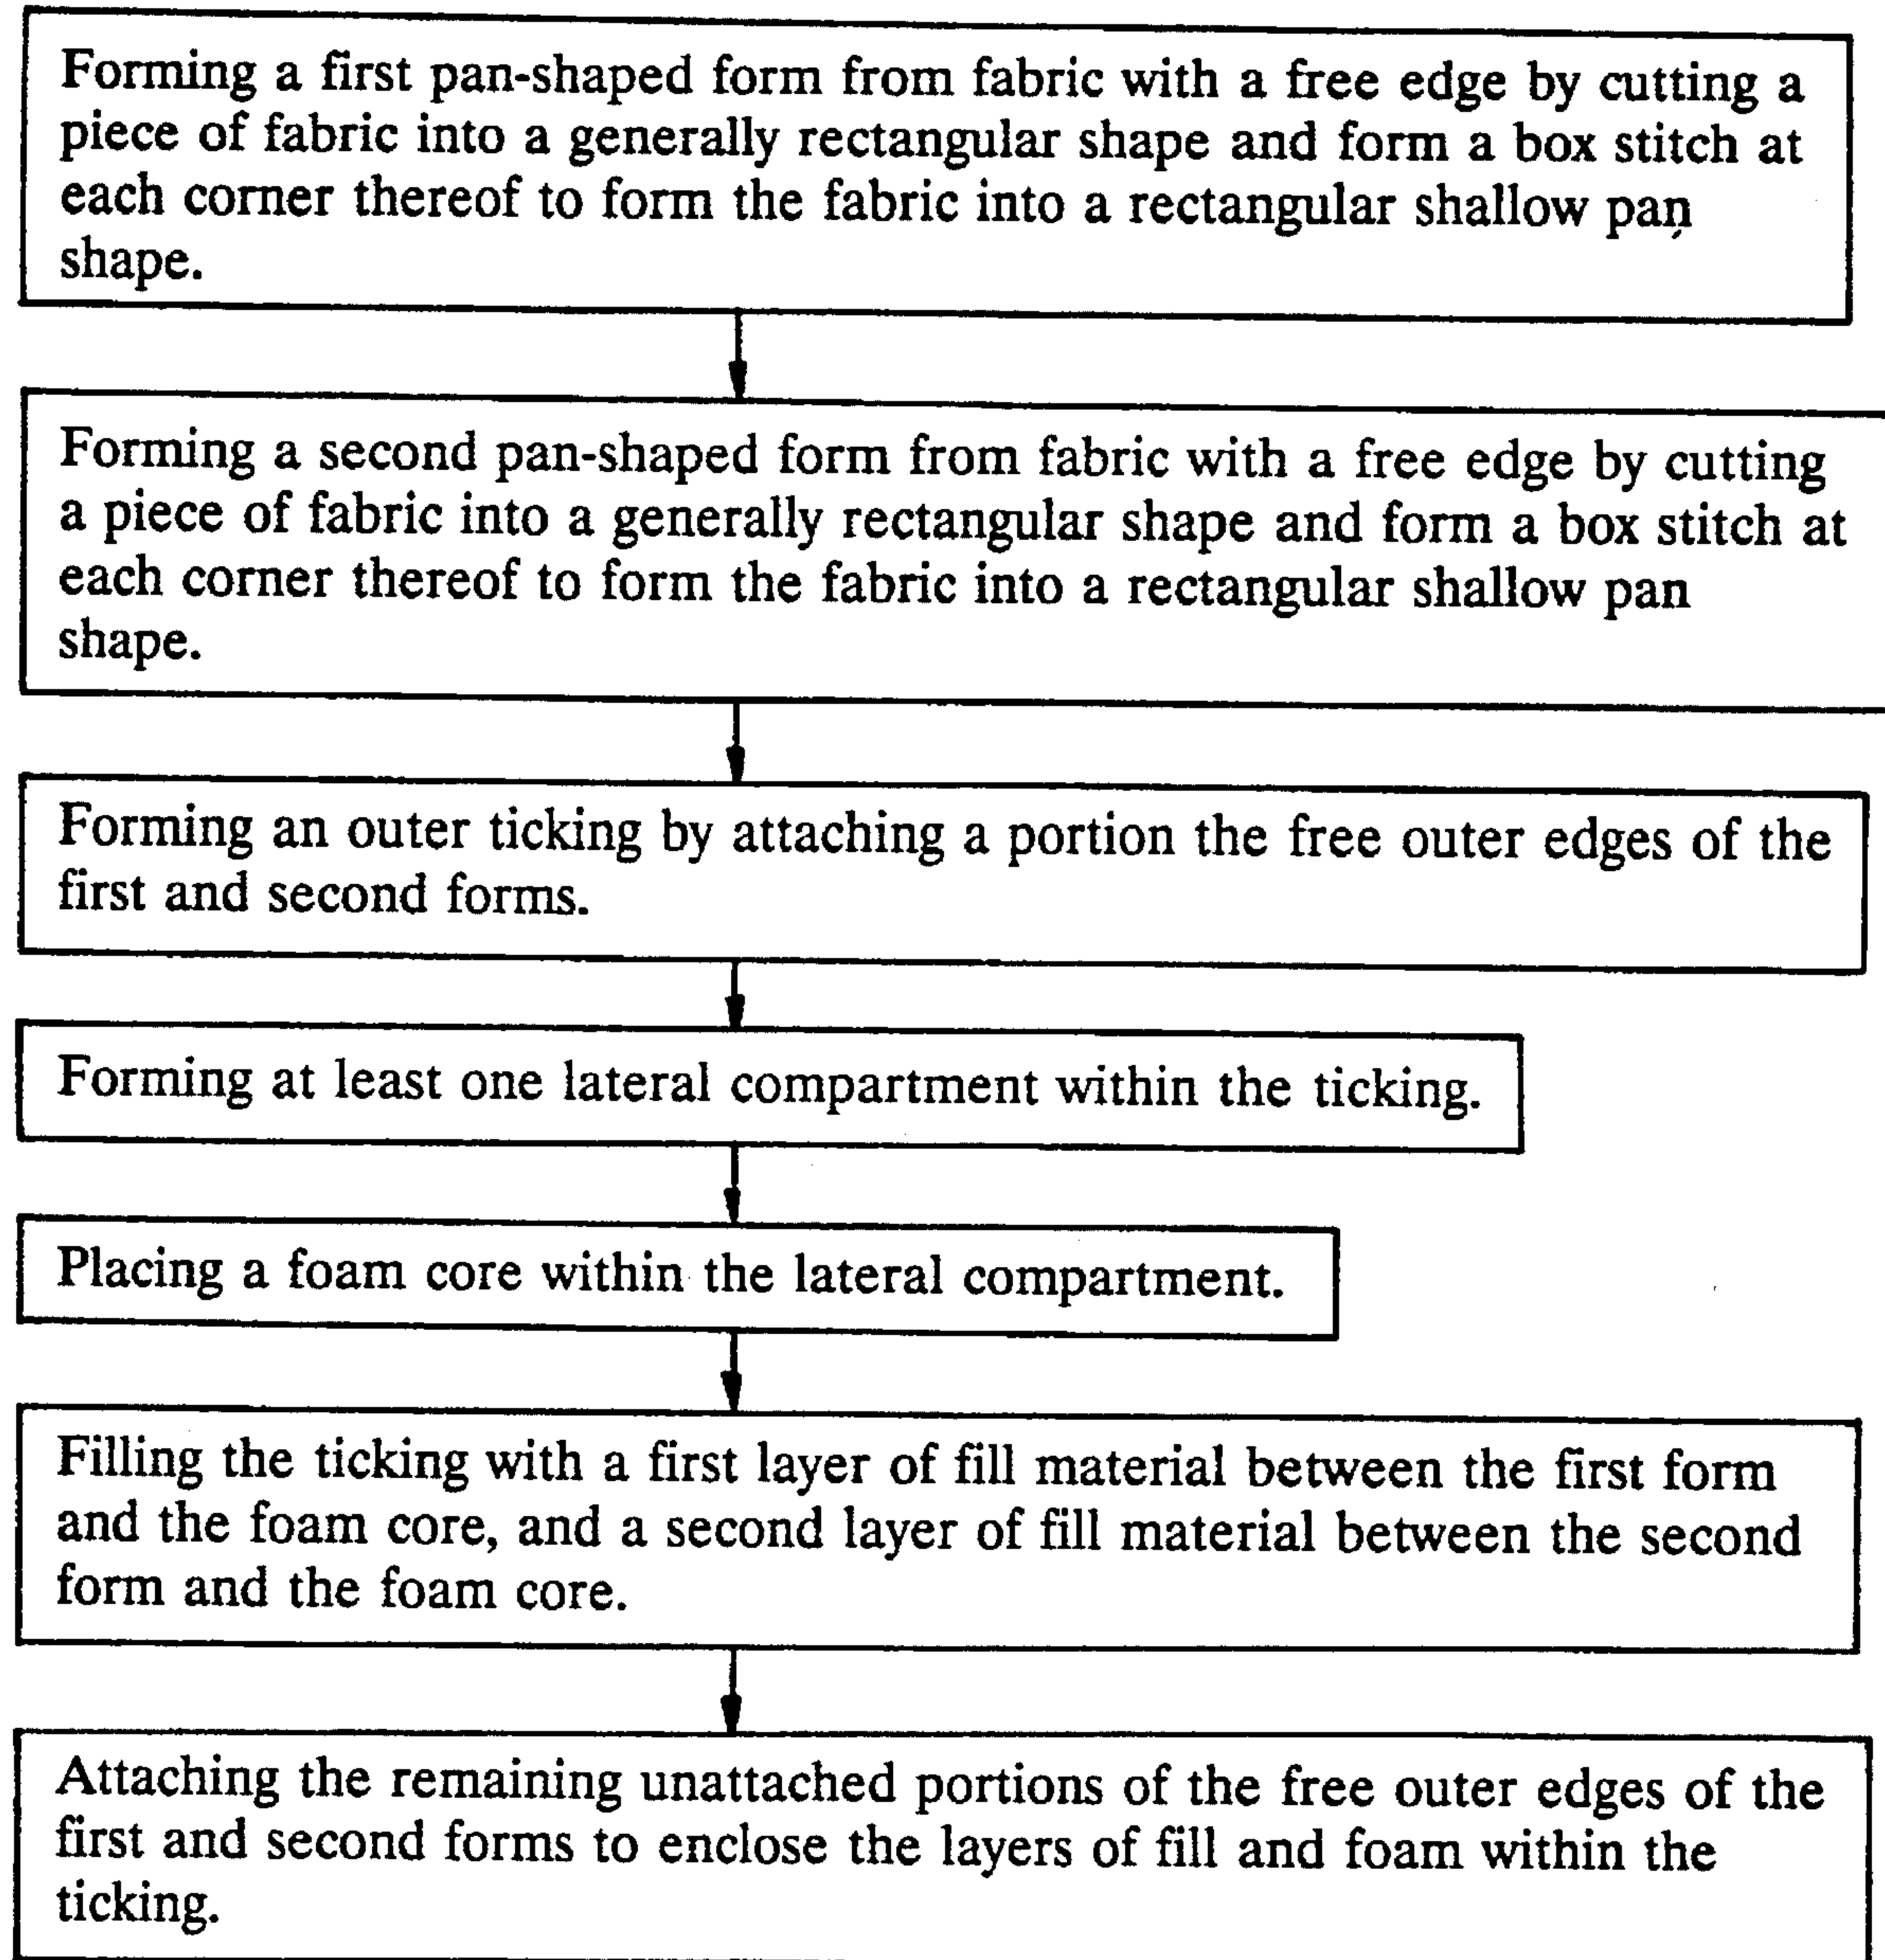 Forming a first pan-shaped form from fabric with a free edge by cutting a
piece of fabric into a generally rectangular shape and form a box stitch at
each corner thereof to form the fabric into a rectangular shallow pan
shape.
Forming a second pan-shaped form from fabric with a free edge by cutting
a piece of fabric into a generally rectangular shape and form a box stitch at
each corner thereof to form the fabric into a rectangular shallow pan
shape.
Forming an outer ticking by attaching a portion the free outer edges of the
first and second forms.
Forming at least one lateral compartment within the ticking.
Placing a foam core within the lateral compartment.
Filling the ticking with a first layer of fill material between the first form
and the foam core, and a second layer of fill material between the second
form and the foam core.
Attaching the remaining unattached portions of the free outer edges of the
first and second forms to enclose the layers of fill and foam within the
ticking.